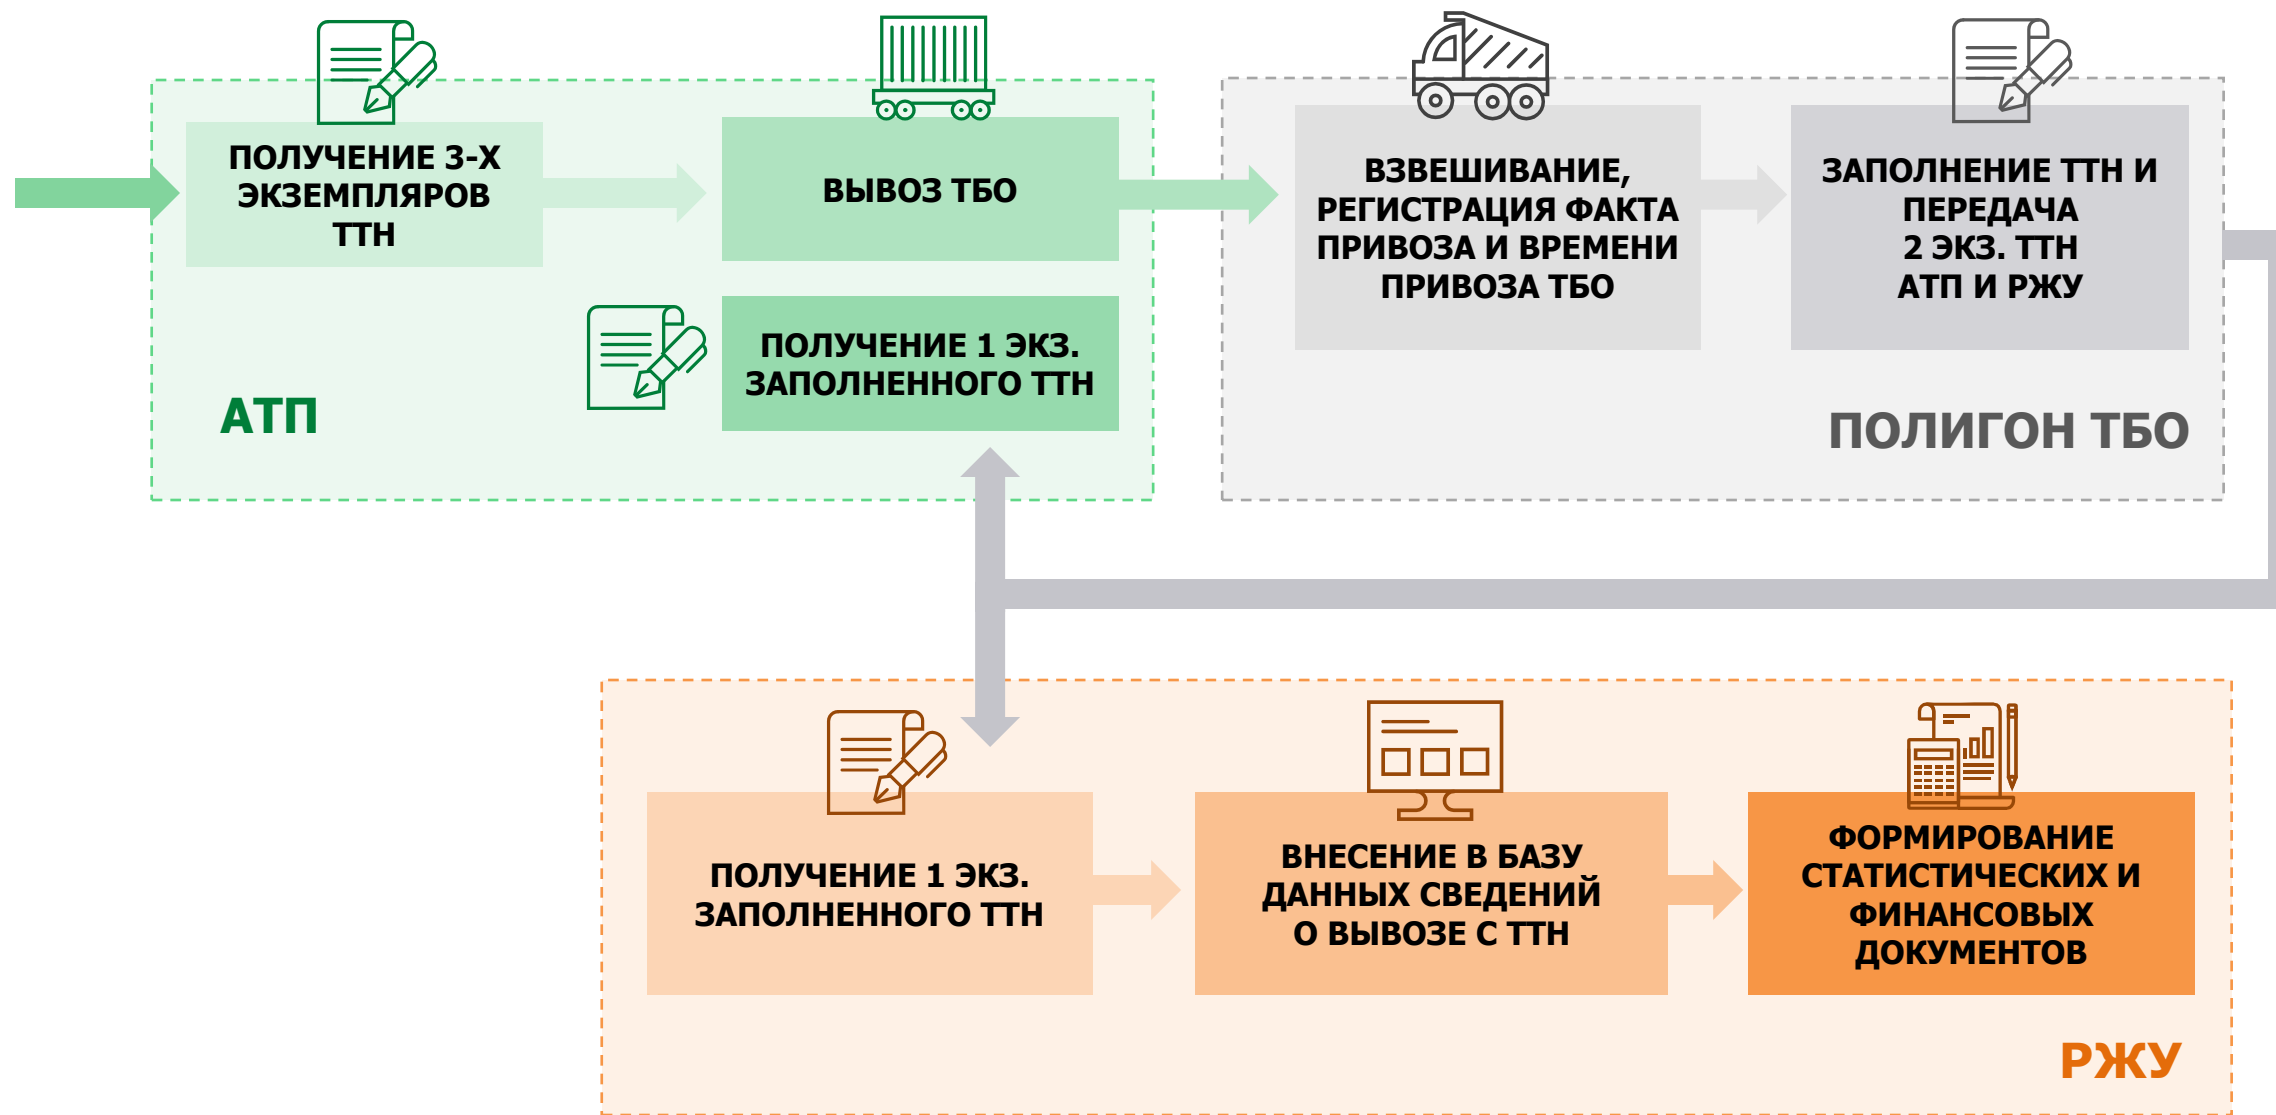 ПОЛУЧЕНИЕ 3-Х
ЭКЗЕМПЛЯРОВ
ТТН
ВЫВОЗ ТБО
ПОЛУЧЕНИЕ 1 ЭКЗ.
ЗАПОЛНЕННОГО ТТН
АТП
ВЗВЕШИВАНИЕ,
РЕГИСТРАЦИЯ ФАКТА
ПРИВОЗА И ВРЕМЕНИ
ПРИВОЗА ТБО
ЗАПОЛНЕНИЕ ТТН И
ПЕРЕДАЧА
2 ЭКЗ. ТТН
АТП И РЖУ
ПОЛИГОН ТБО
ПОЛУЧЕНИЕ 1 ЭКЗ.
ЗАПОЛНЕННОГО ТТН
ВНЕСЕНИЕ В БАЗУ
ДАННЫХ СВЕДЕНИЙ
О ВЫВОЗЕ С ТТН
ФОРМИРОВАНИЕ
СТАТИСТИЧЕСКИХ И
ФИНАНСОВЫХ
ДОКУМЕНТОВ
РЖУ